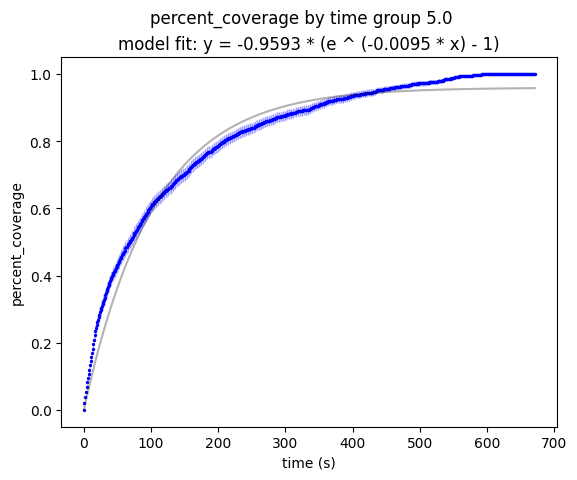 percent_coverage by time group 5.0
model fit: y = -0.9593 * (e ^ (-0.0095 * x) - 1)
1.0
0.8
0.6
0.4
0.2
0.0
percent_coverage
0 100 200 300 400 500 600 700
time (s)